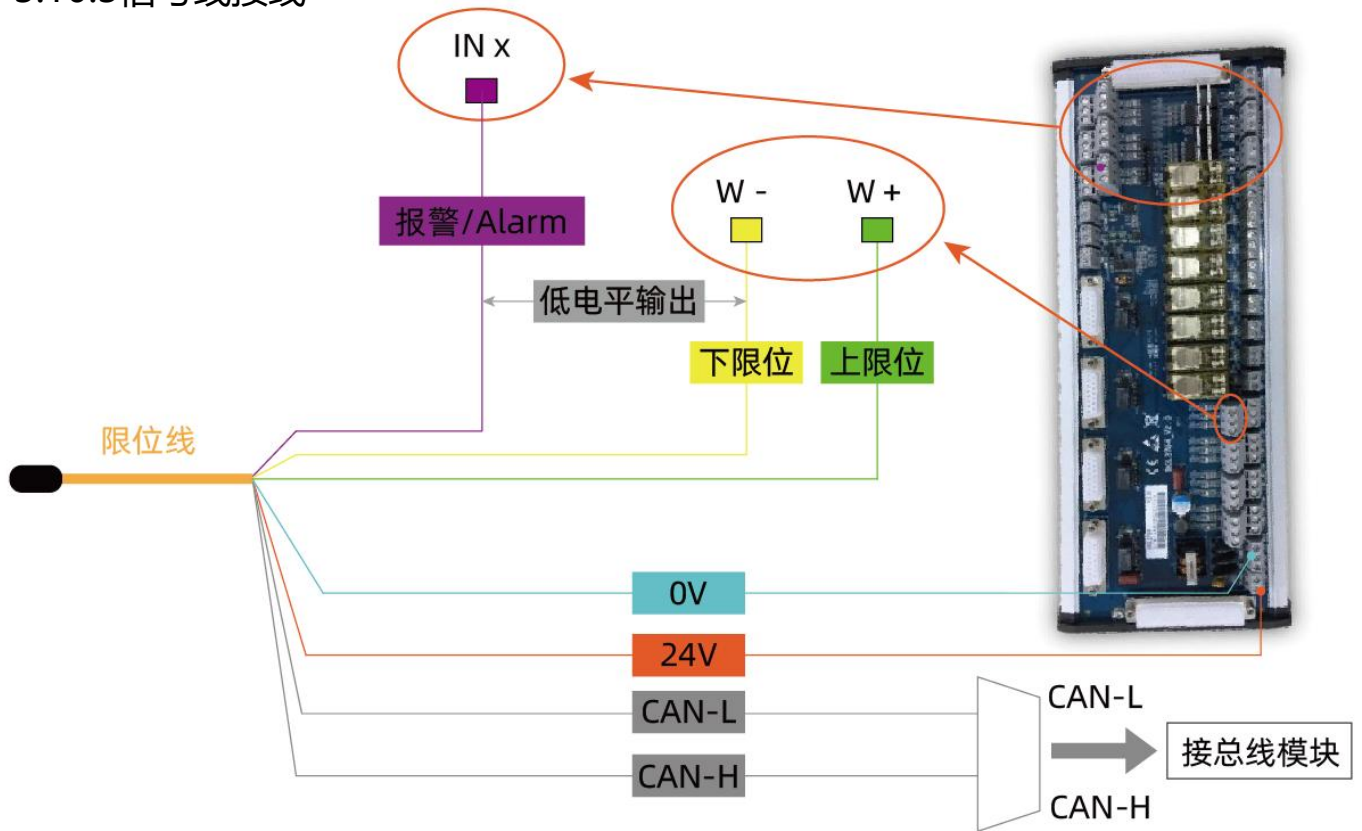 IN x
W -
W +
报警/Alarm
低电平输出
下限位
上限位
限位线
0V
24V
CAN-L
CAN-L
CAN-H
CAN-H
接总线模块